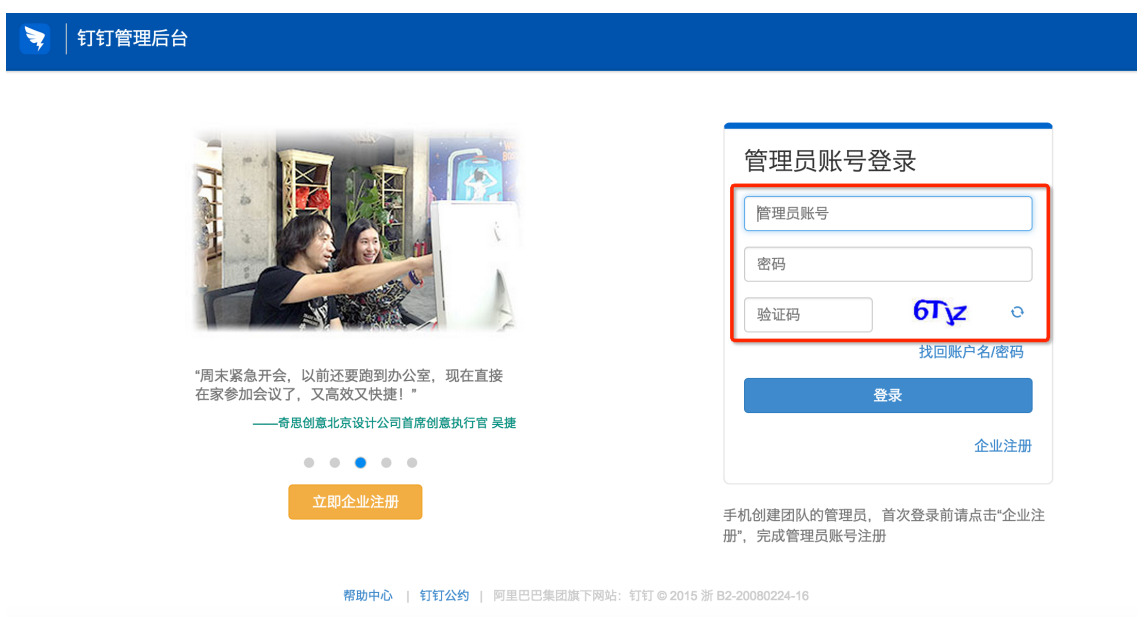 钉钉管理后台
管理员账号登录
管理员账号
密码
验证码
6Tyz
找回账户名/密码
登录
企业注册
手机创建团队的管理员，首次登录前请点击“企业注
册”，完成管理员账号注册
“周末紧急开会，以前还要跑到办公室，现在直接
在家参加会议了，又高效又快捷！”
——奇思创意北京设计公司首席创意执行官 吴捷
立即企业注册
帮助中心 | 钉钉公约 | 阿里巴巴集团旗下网站：钉钉 © 2015 浙 B2-20080224-16